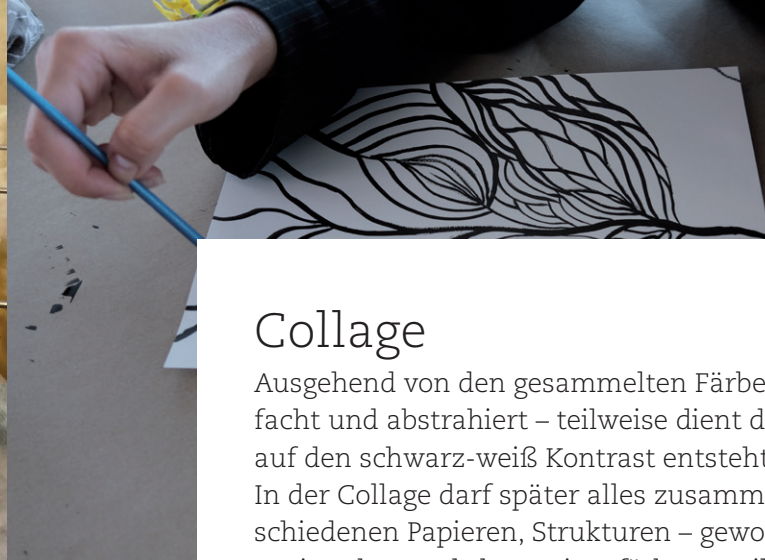 Collage
Ausgehend von den gesammelten Färbe
facht und abstrahiert – teilweise dient d
auf den schwarz-weiß Kontrast entsteht
In der Collage darf später alles zusamm
schiedenen Papieren, Strukturen – gewo